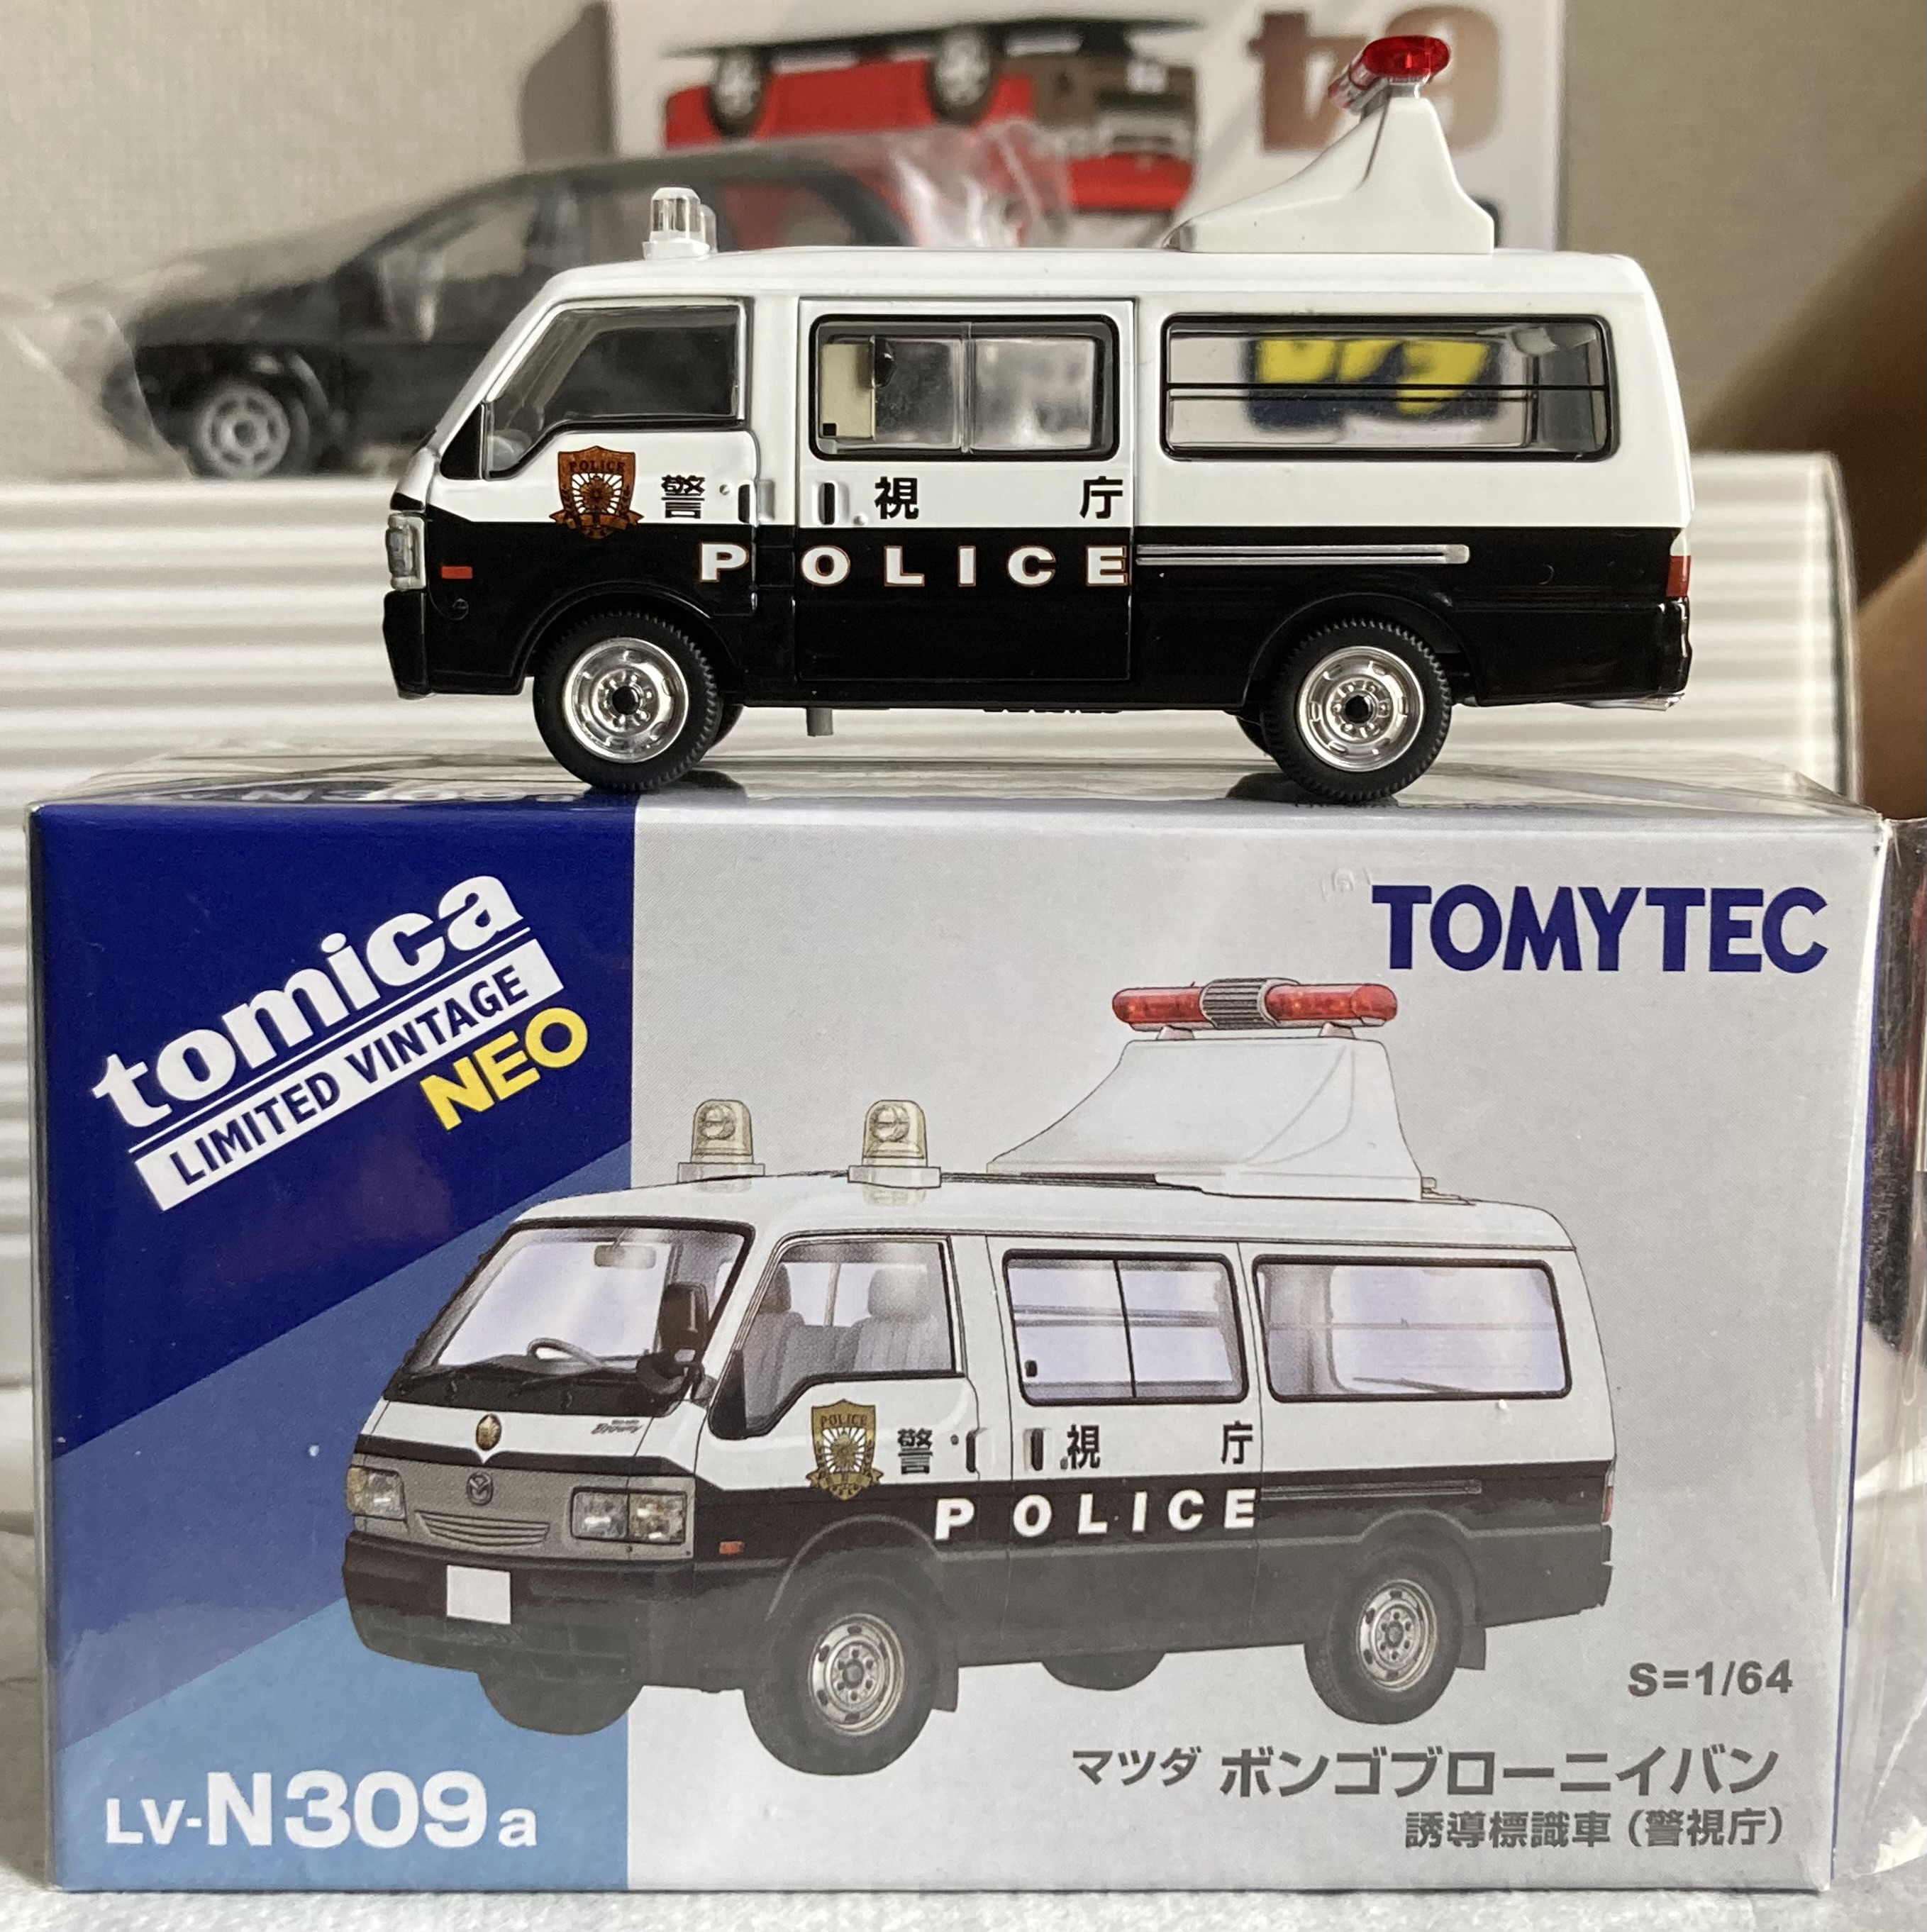 64
POLICE
警 視 庁
POLICE
tomica
LIMITED VINTAGE
NEO
TOMYTEC
POLICE
警 視 庁
POLICE
S=1/64
マツダ ボンゴブローニイバン
誘導標識車（警視庁）
LV-N309a